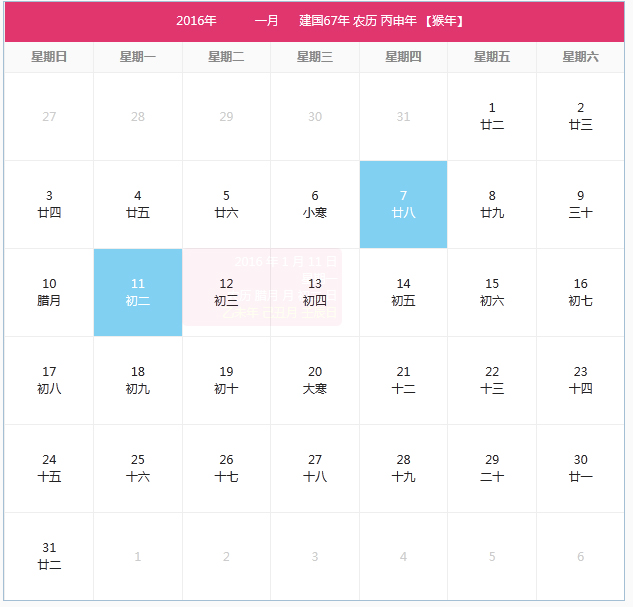 2016年 一月 建国67年 农历 丙申年 【猴年】
星期日 星期一 星期二 星期三 星期四 星期五 星期六
27 28 29 30 31 1 2
廿二 廿三
3 4 5 6 7 8 9
廿四 廿五 廿六 小寒 廿八 廿九 三十
2016 年 1 月 11 日
10 11 12 13 14 15 16
腊月 初二 初三 初四 初五 初六 初七
17 18 19 20 21 22 23
初八 初九 初十 大寒 十二 十三 十四
24 25 26 27 28 29 30
十五 十六 十七 十八 十九 二十 廿一
31 1 2 3 4 5 6
廿二